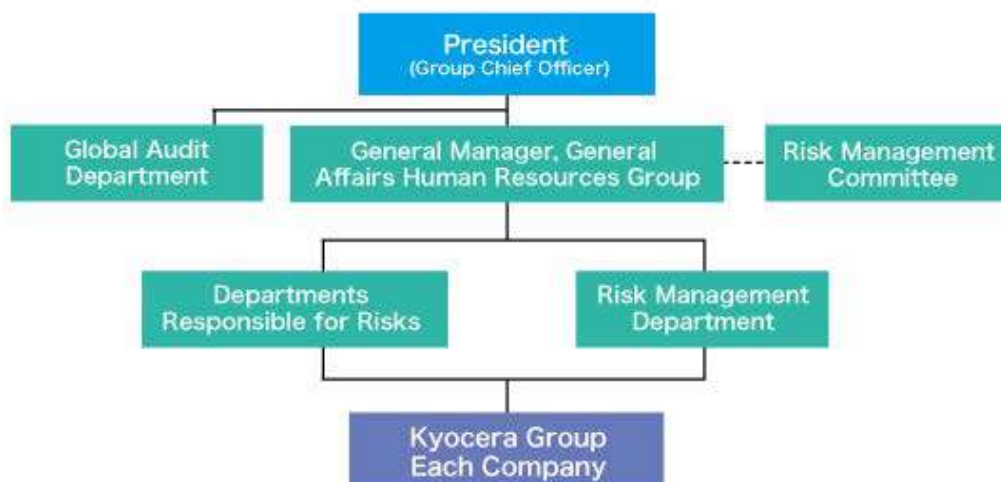 President
(Group Chief Officer)
Global Audit
Department
General Manager, General
Affairs Human Resources Group
Risk Management
Committee
Departments
Responsible for Risks
Risk Management
Department
Kyocera Group
Each Company